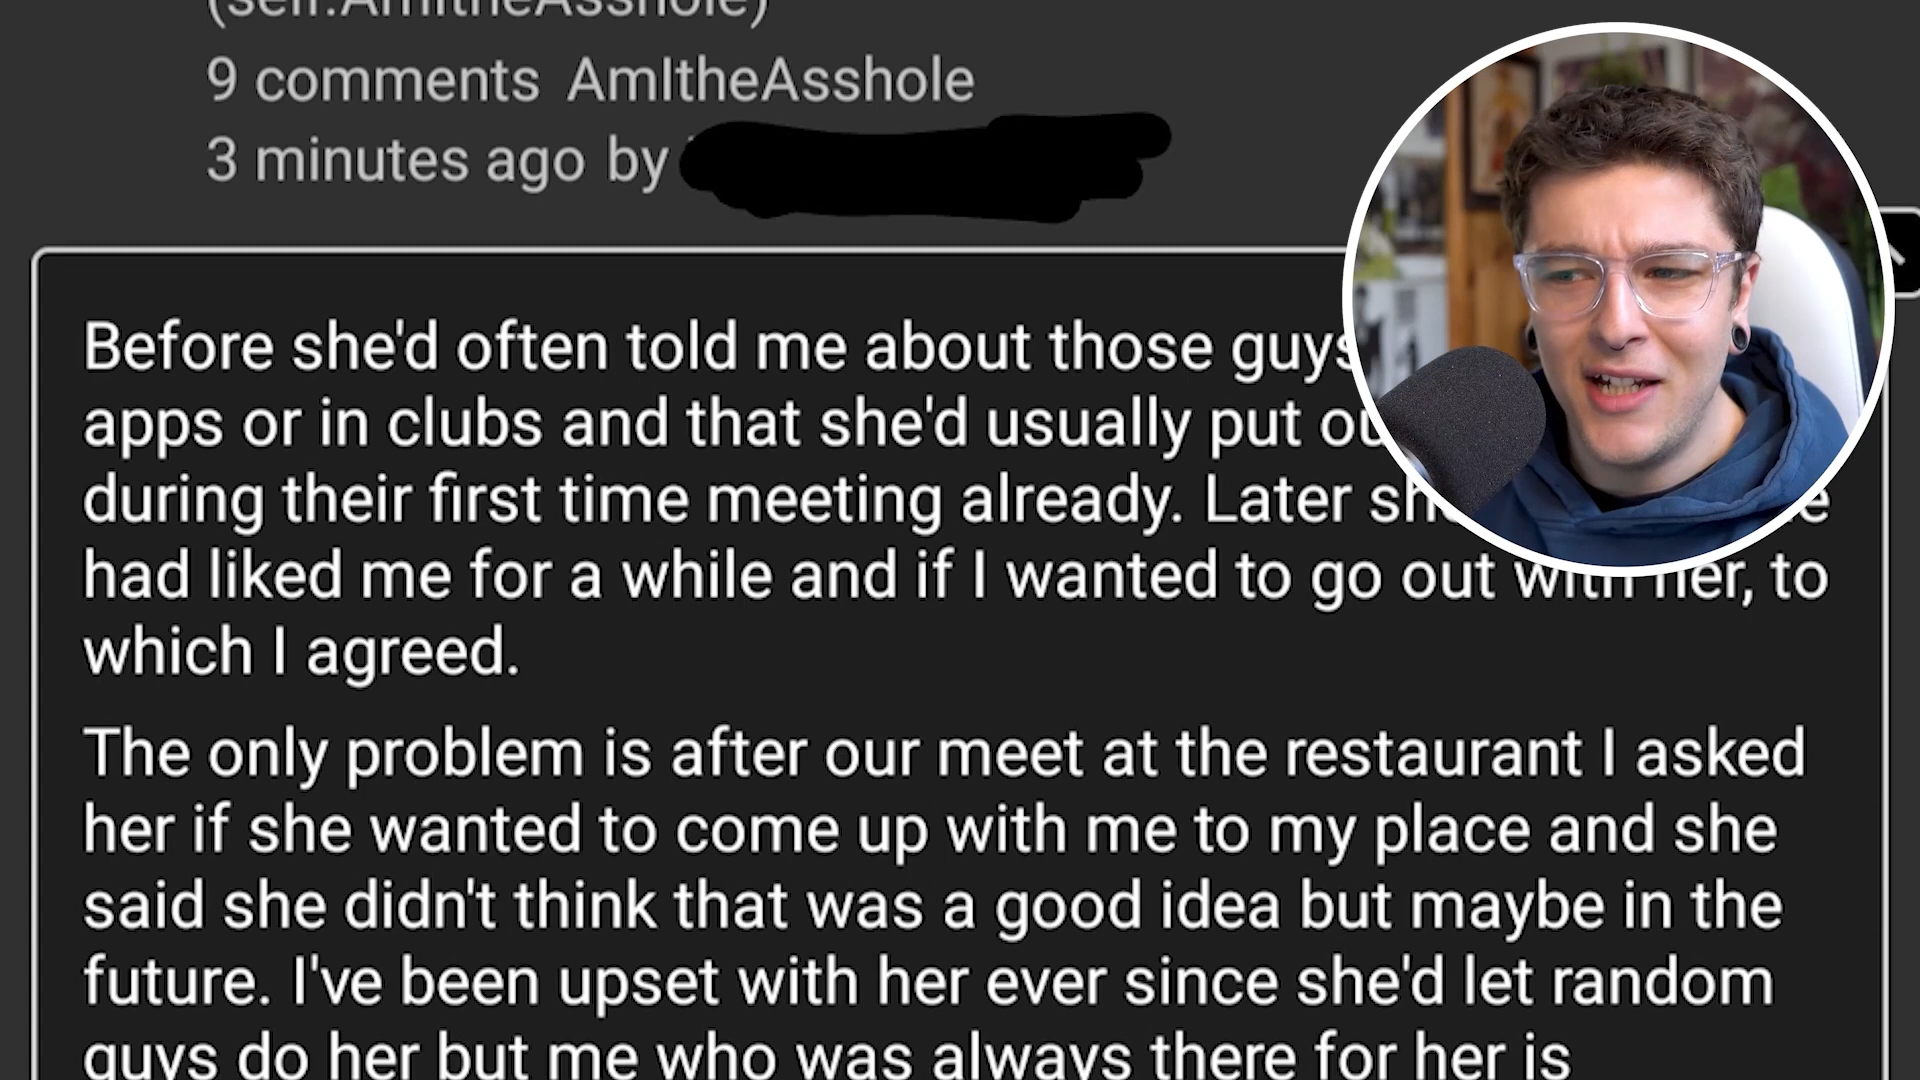 (self.AmItheAsshole)
9 comments AmItheAsshole
3 minutes ago by
Before she'd often told me about those guys
apps or in clubs and that she'd usually put
during their first time meeting already. Later
had liked me for a while and if I wanted to go out with her, to
which I agreed.
The only problem is after our meet at the restaurant I asked
her if she wanted to come up with me to my place and she
said she didn't think that was a good idea but maybe in the
future. I've been upset with her ever since she'd let random
guys do her but me who was always there for her is